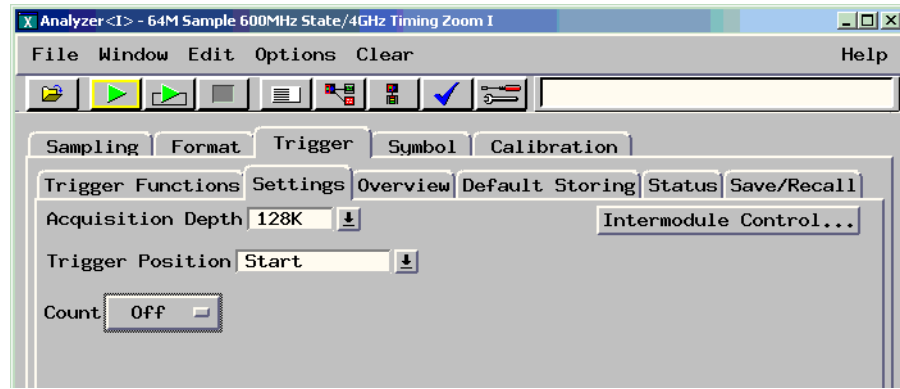 X Analyzer<I> - 64M Sample 600MHz State/4GHz Timing Zoom I
File Window Edit Options Clear Help
Sampling Format Trigger Symbol Calibration
Trigger Functions Settings Overview Default Storing Status Save/Recall
Acquisition Depth 128K Intermodule Control...
Trigger Position Start
Count Off